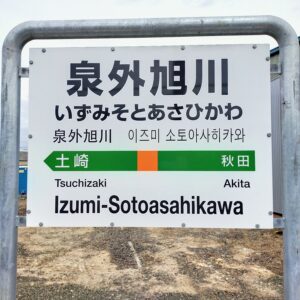 泉外旭川
いずみそとあさひかわ
泉外旭川 이즈미 소토아사히카와
土崎 秋田
Tsuchizaki Akita
Izumi-Sotoasahikawa